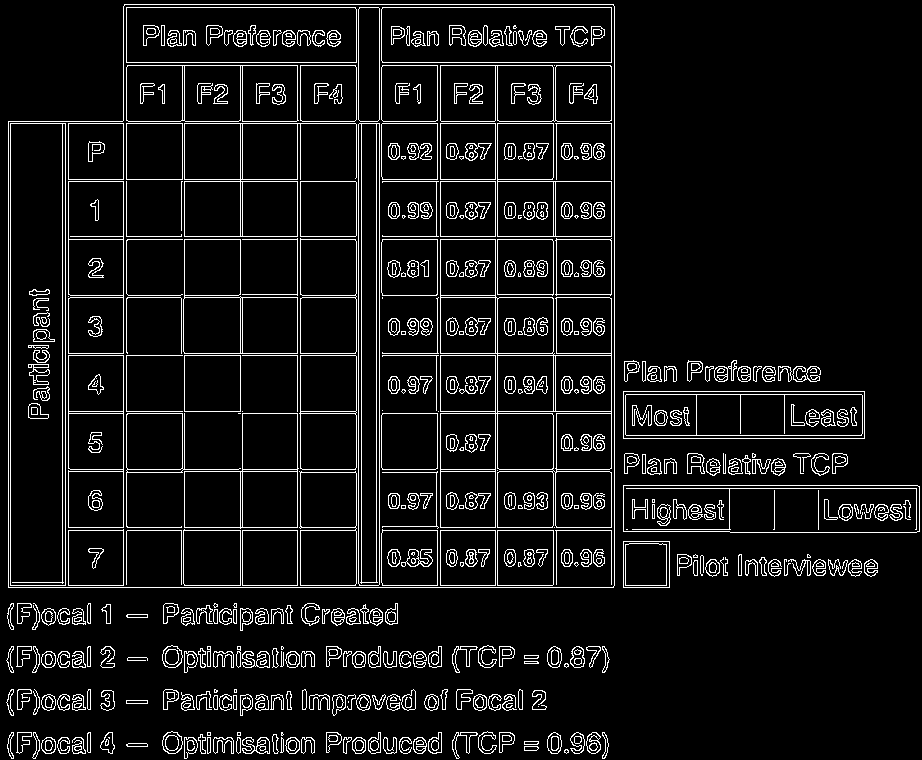 Plan Preference Plan Relative TCP
F1 F2 F3 F4 F1 F2 F3 F4
Participant
P 0.92 0.87 0.87 0.96
1 0.99 0.87 0.88 0.96
2 0.81 0.87 0.89 0.96
3 0.99 0.87 0.86 0.96
4 0.97 0.87 0.94 0.96
5 0.87 0.96
6 0.97 0.87 0.93 0.96
7 0.85 0.87 0.87 0.96
Plan Preference
Most Least
Plan Relative TCP
Highest Lowest
Pilot Interviewee
(F)ocal 1 — Participant Created
(F)ocal 2 — Optimisation Produced (TCP = 0.87)
(F)ocal 3 — Participant Improved of Focal 2
(F)ocal 4 — Optimisation Produced (TCP = 0.96)